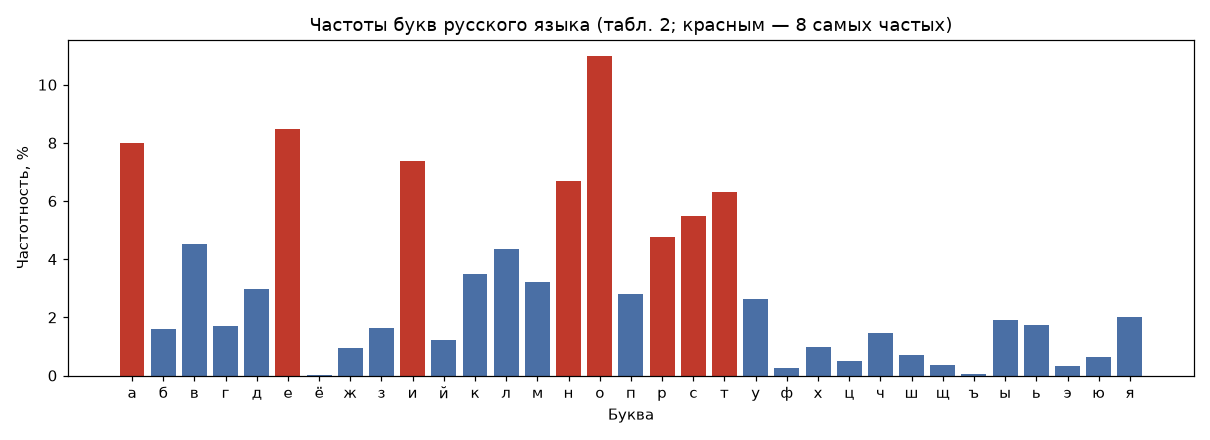 Частоты букв русского языка (табл. 2; красным — 8 самых частых)
Частотность, %
10
8
6
4
2
0
а б в г д е ё ж з и й к л м н о п р с т у ф х ц ч ш щ ъ ы ь э ю я
Буква